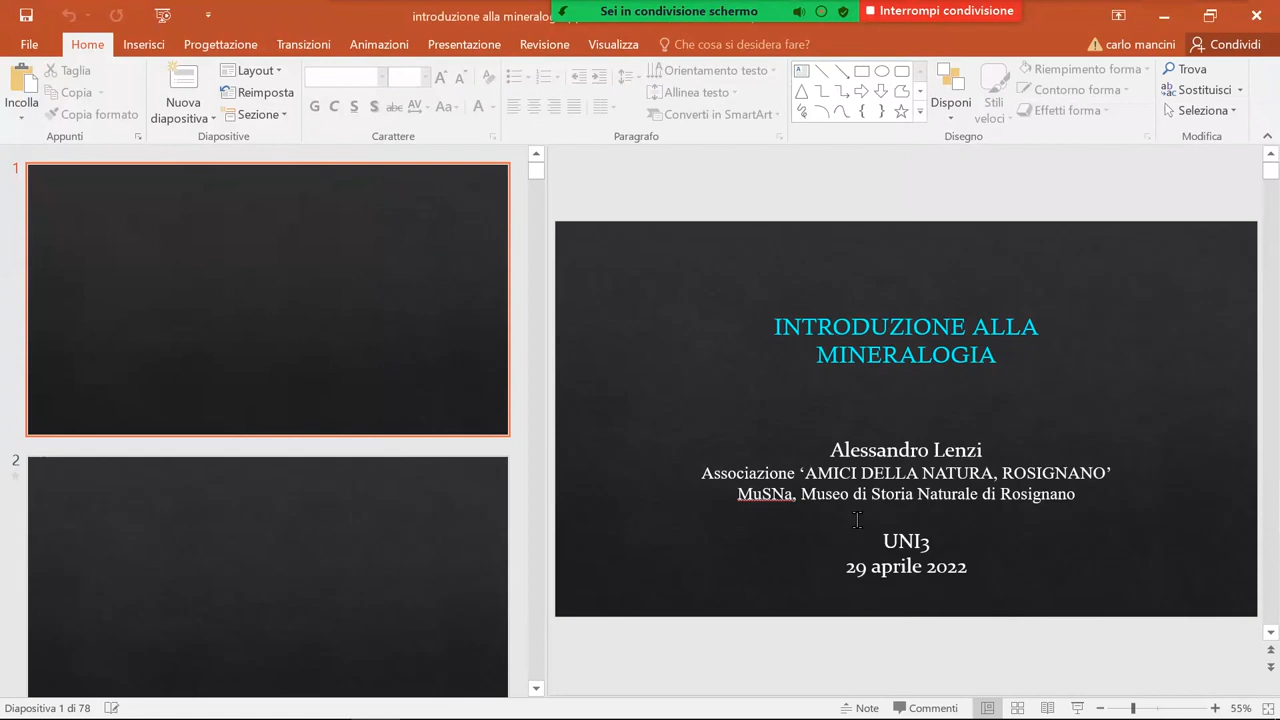 introduzione alla mineralog
Sei in condivisione schermo
Interrompi condivisione
File
Home
Inserisci
Progettazione
Transizioni
Animazioni
Presentazione
Revisione
Visualizza
Che cosa si desidera fare?
carlo mancini
Condividi
Incolla
Taglia
Copia
Copia formato
Appunti
Nuova
diapositiva
Layout
Reimposta
Sezione
Diapositive
G C S S abc AV Aa A
Carattere
Orientamento testo
Allinea testo
Converti in SmartArt
Paragrafo
Disponi
Stili
veloci
Riempimento forma
Contorno forma
Effetti forma
Disegno
Trova
Sostituisci
Seleziona
Modifica
1
2
INTRODUZIONE ALLA
MINERALOGIA
Alessandro Lenzi
Associazione ‘AMICI DELLA NATURA, ROSIGNANO’
MuSNa, Museo di Storia Naturale di Rosignano
UNI3
29 aprile 2022
Diapositiva 1 di 78
Note
Commenti
55%